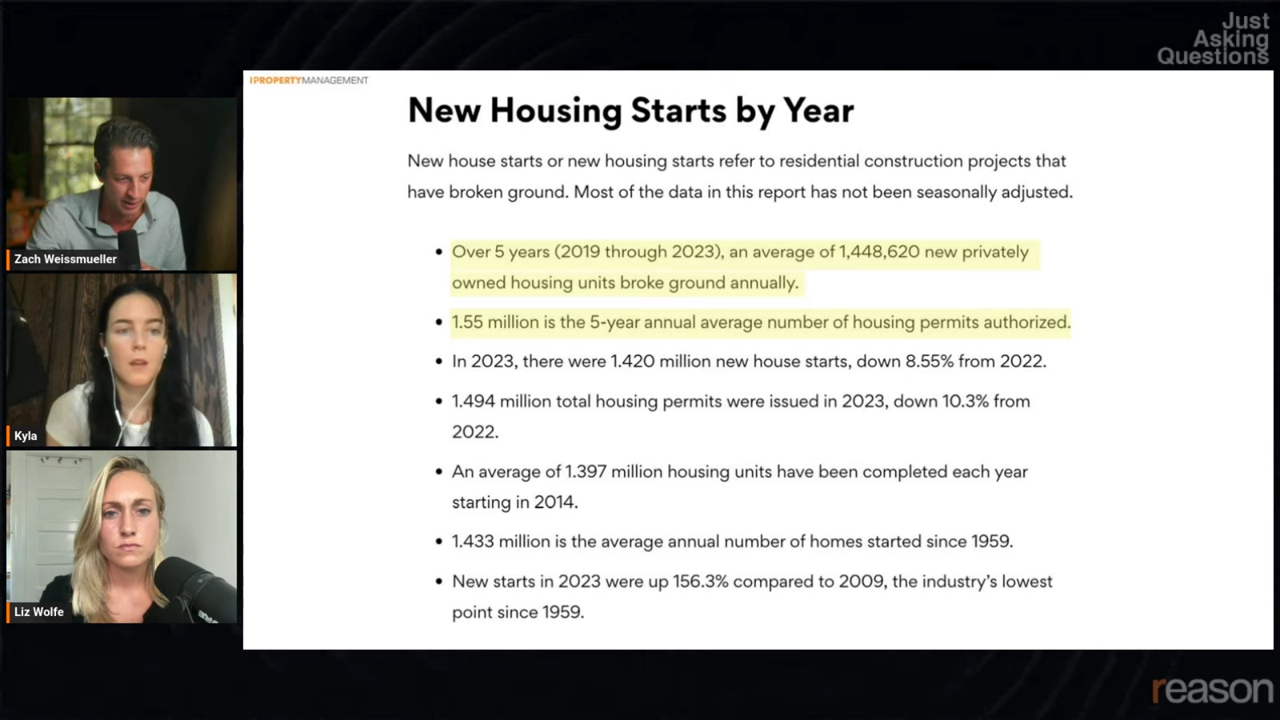 Just
Asking
Questions
IPROPERTYMANAGEMENT
New Housing Starts by Year
New house starts or new housing starts refer to residential construction projects that
have broken ground. Most of the data in this report has not been seasonally adjusted.
• Over 5 years (2019 through 2023), an average of 1,448,620 new privately
owned housing units broke ground annually.
• 1.55 million is the 5-year annual average number of housing permits authorized.
• In 2023, there were 1.420 million new house starts, down 8.55% from 2022.
• 1.494 million total housing permits were issued in 2023, down 10.3% from
2022.
• An average of 1.397 million housing units have been completed each year
starting in 2014.
• 1.433 million is the average annual number of homes started since 1959.
• New starts in 2023 were up 156.3% compared to 2009, the industry's lowest
point since 1959.
Zach Weissmueller
Kyla
Liz Wolfe
reason